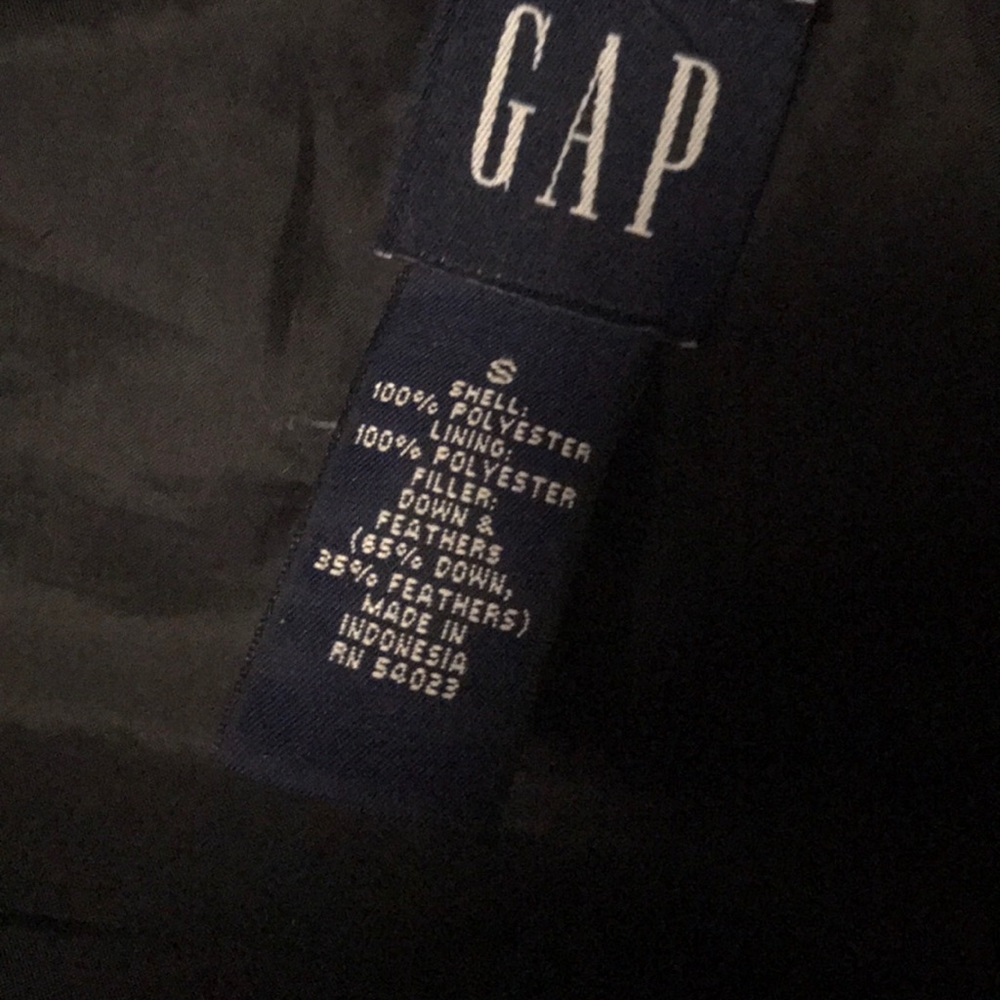 GAP
S
SHELL:
100% POLYESTER
LINING:
100% POLYESTER
FILLER:
DOWN &
FEATHERS
(65% DOWN,
35% FEATHERS)
MADE IN
INDONESIA
RN 54023